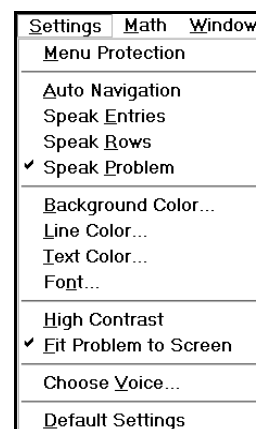 Settings Math Window
Menu Protection
Auto Navigation
Speak Entries
Speak Rows
✔ Speak Problem
Background Color...
Line Color...
Text Color...
Font...
High Contrast
✔ Fit Problem to Screen
Choose Voice...
Default Settings